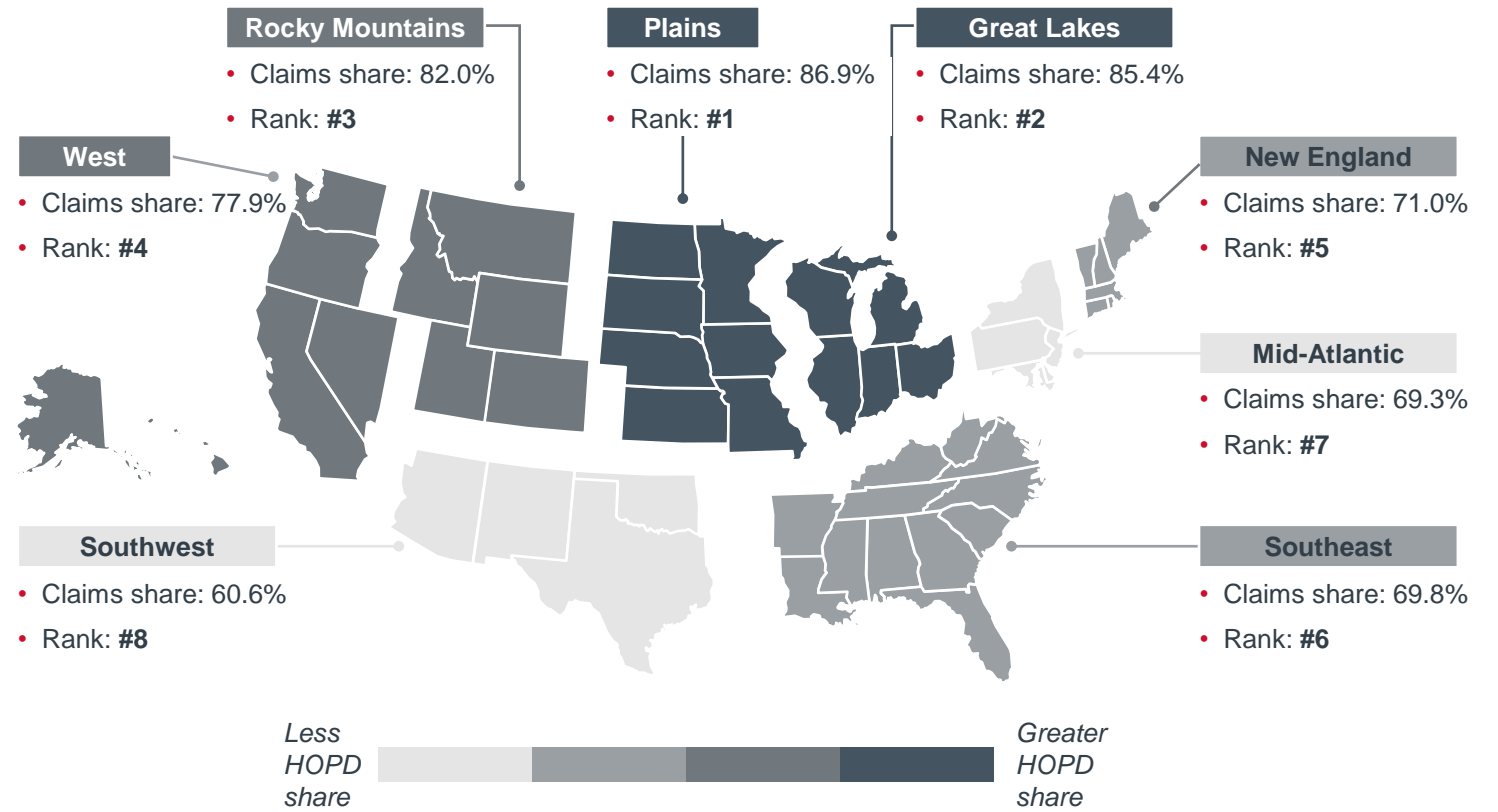 Rocky Mountains
• Claims share: 82.0%
• Rank: #3
Plains
• Claims share: 86.9%
• Rank: #1
Great Lakes
• Claims share: 85.4%
• Rank: #2
West
• Claims share: 77.9%
• Rank: #4
New England
• Claims share: 71.0%
• Rank: #5
Mid-Atlantic
• Claims share: 69.3%
• Rank: #7
Southwest
• Claims share: 60.6%
• Rank: #8
Southeast
• Claims share: 69.8%
• Rank: #6
Less
HOPD
share
Greater
HOPD
share